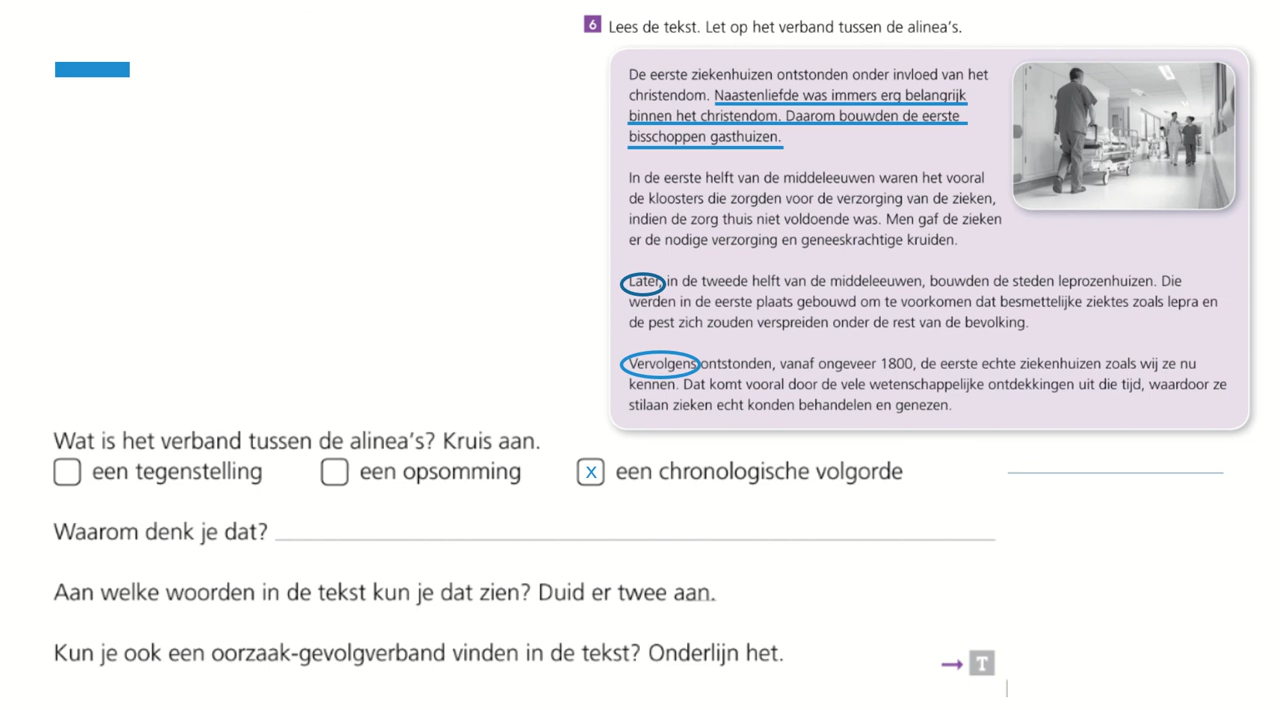 6 Lees de tekst. Let op het verband tussen de alinea's.
De eerste ziekenhuizen ontstonden onder invloed van het
christendom. Naastenliefde was immers erg belangrijk
binnen het christendom. Daarom bouwden de eerste
bisschoppen gasthuizen.
In de eerste helft van de middeleeuwen waren het vooral
de kloosters die zorgden voor de verzorging van de zieken,
indien de zorg thuis niet voldoende was. Men gaf de zieken
er de nodige verzorging en geneeskrachtige kruiden.
Later, in de tweede helft van de middeleeuwen, bouwden de steden leprozenhuizen. Die
werden in de eerste plaats gebouwd om te voorkomen dat besmettelijke ziektes zoals lepra en
de pest zich zouden verspreiden onder de rest van de bevolking.
Vervolgens ontstonden, vanaf ongeveer 1800, de eerste echte ziekenhuizen zoals wij ze nu
kennen. Dat komt vooral door de vele wetenschappelijke ontdekkingen uit die tijd, waardoor ze
stilaan zieken echt konden behandelen en genezen.
Wat is het verband tussen de alinea's? Kruis aan.
een tegenstelling een opsomming x een chronologische volgorde
Waarom denk je dat?
Aan welke woorden in de tekst kun je dat zien? Duid er twee aan.
Kun je ook een oorzaak-gevolgverband vinden in de tekst? Onderlijn het.
T